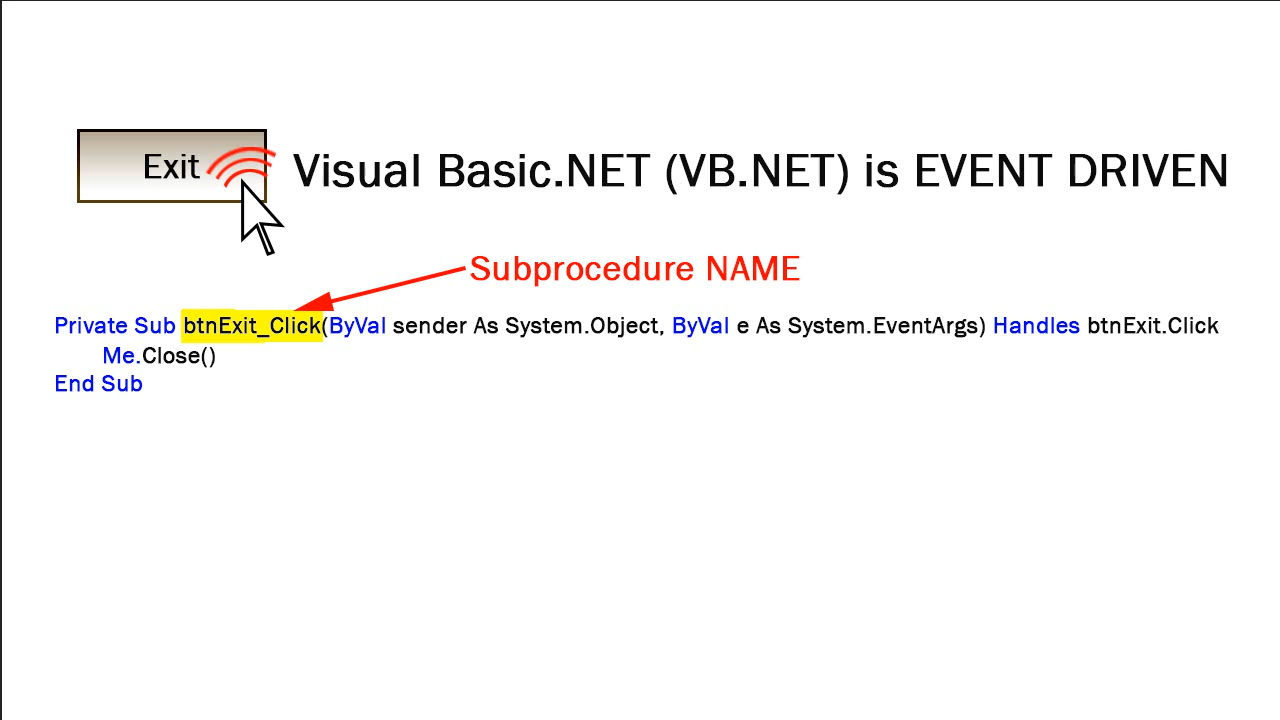 Exit
Visual Basic.NET (VB.NET) is EVENT DRIVEN
Subprocedure NAME
Private Sub btnExit_Click(ByVal sender As System.Object, ByVal e As System.EventArgs) Handles btnExit.Click
Me.Close()
End Sub